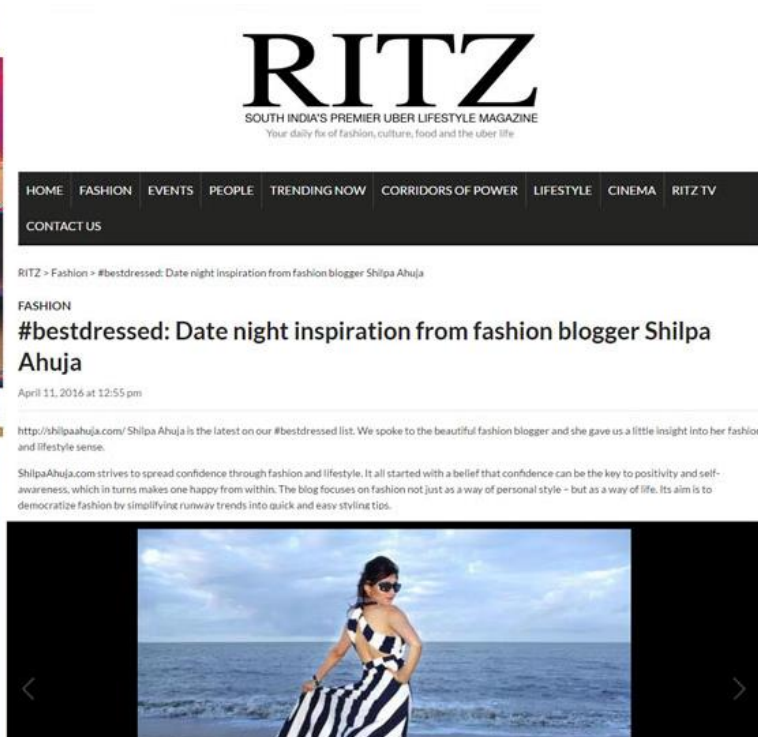 RITZ
SOUTH INDIA'S PREMIER UBER LIFESTYLE MAGAZINE
Your daily fix of fashion, culture, food and the uber life
HOME FASHION EVENTS PEOPLE TRENDING NOW CORRIDORS OF POWER LIFESTYLE CINEMA RITZ TV
CONTACT US
RITZ > Fashion > #bestdressed: Date night inspiration from fashion blogger Shilpa Ahuja
FASHION
#bestdressed: Date night inspiration from fashion blogger Shilpa
Ahuja
April 11, 2016 at 12:55 pm
http://shilpaahuja.com/ Shilpa Ahuja is the latest on our #bestdressed list. We spoke to the beautiful fashion blogger and she gave us a little insight into her fashion
and lifestyle sense.
ShilpaAhuja.com strives to spread confidence through fashion and lifestyle. It all started with a belief that confidence can be the key to positivity and self-
awareness, which in turns makes one happy from within. The blog focuses on fashion not just as a way of personal style – but as a way of life. Its aim is to
democratize fashion by simplifying runway trends into quick and easy styling tips.